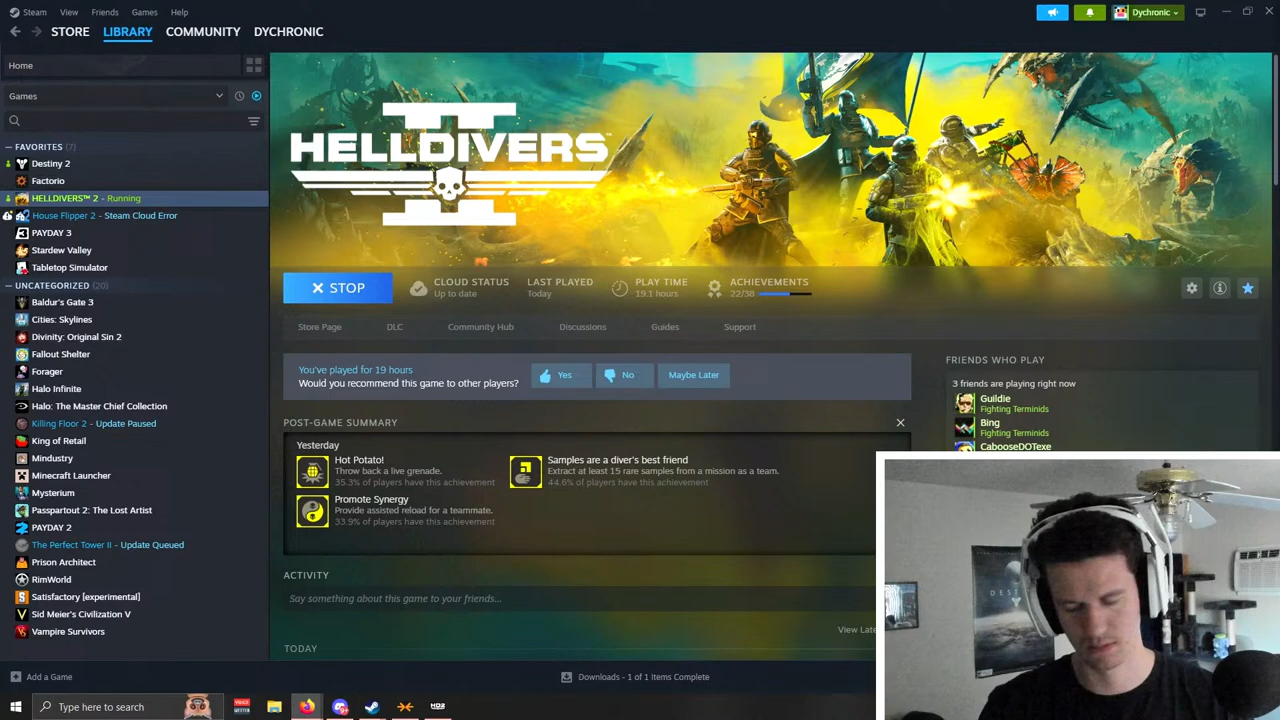 Steam View Friends Games Help
Dychronic
STORE LIBRARY COMMUNITY DYCHRONIC
Home
Games
FAVORITES (7)
Destiny 2
Factorio
HELLDIVERS™ 2 - Running
House Flipper 2 - Steam Cloud Error
PAYDAY 3
Stardew Valley
Tabletop Simulator
UNCATEGORIZED (20)
Baldur's Gate 3
Cities: Skylines
Divinity: Original Sin 2
Fallout Shelter
Forager
Halo Infinite
Halo: The Master Chief Collection
Killing Floor 2 - Update Paused
King of Retail
Mindustry
Minecraft Launcher
Mysterium
Passpartout 2: The Lost Artist
PAYDAY 2
The Perfect Tower II - Update Queued
Prison Architect
RimWorld
Satisfactory [experimental]
Sid Meier's Civilization V
Vampire Survivors
Add a Game
HELLDIVERS™
II
STOP
CLOUD STATUS
Up to date
LAST PLAYED
Today
PLAY TIME
19.1 hours
ACHIEVEMENTS
22/38
Store Page DLC Community Hub Discussions Guides Support
You've played for 19 hours
Would you recommend this game to other players?
Yes No Maybe Later
POST-GAME SUMMARY
Yesterday
Hot Potato!
Throw back a live grenade.
35.3% of players have this achievement
Samples are a diver's best friend
Extract at least 15 rare samples from a mission as a team.
44.6% of players have this achievement
Promote Synergy
Provide assisted reload for a teammate.
33.9% of players have this achievement
ACTIVITY
Say something about this game to your friends...
View Late
TODAY
FRIENDS WHO PLAY
3 friends are playing right now
Guildie
Fighting Terminids
Bing
Fighting Terminids
CabooseDOTexe
DEST
Downloads - 1 of 1 Items Complete
Type here to search
HD2